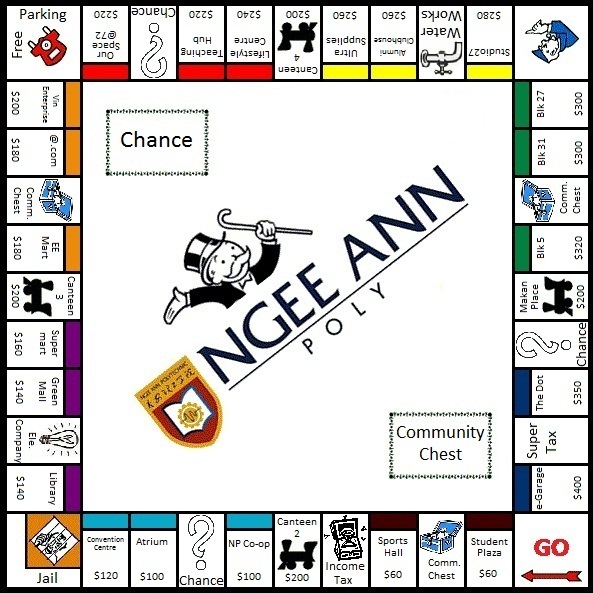 Parking
Free
$220
Our
Space
@72
Chance
$220
Teaching
Hub
$240
Lifestyle
Centre
$200
Canteen
4
$260
Ultra
Supplies
$260
Alumni
Clubhouse
Water
Works
$280
Studio27
Vin
Enterprise
$200
@.com
$180
Comm.
Chest
EE
Mart
$180
Canteen
3
$200
Super
mart
$160
Green
Mall
$140
Ele.
Company
Library
$140
Chance
NGEE ANN
POLY
NGEE ANN POLYTECHNIC
Community
Chest
Blk 27
$300
Blk 31
$300
Comm.
Chest
Blk 5
$320
Makan
Place
$200
Chance
The Dot
$350
Super
Tax
e-Garage
$400
Jail
Convention
Centre
$120
Atrium
$100
Chance
NP Co-op
$100
Canteen
2
$200
Income
Tax
Sports
Hall
$60
Comm.
Chest
Student
Plaza
$60
GO